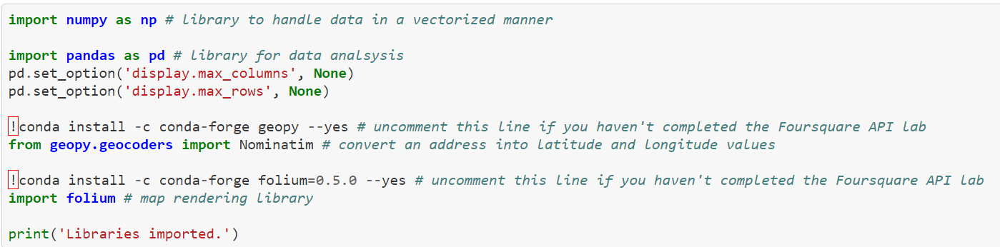 import numpy as np # library to handle data in a vectorized manner
import pandas as pd # library for data analsysis
pd.set_option('display.max_columns', None)
pd.set_option('display.max_rows', None)
!conda install -c conda-forge geopy --yes # uncomment this line if you haven't completed the Foursquare API lab
from geopy.geocoders import Nominatim # convert an address into latitude and longitude values
!conda install -c conda-forge folium=0.5.0 --yes # uncomment this line if you haven't completed the Foursquare API lab
import folium # map rendering library
print('Libraries imported.')